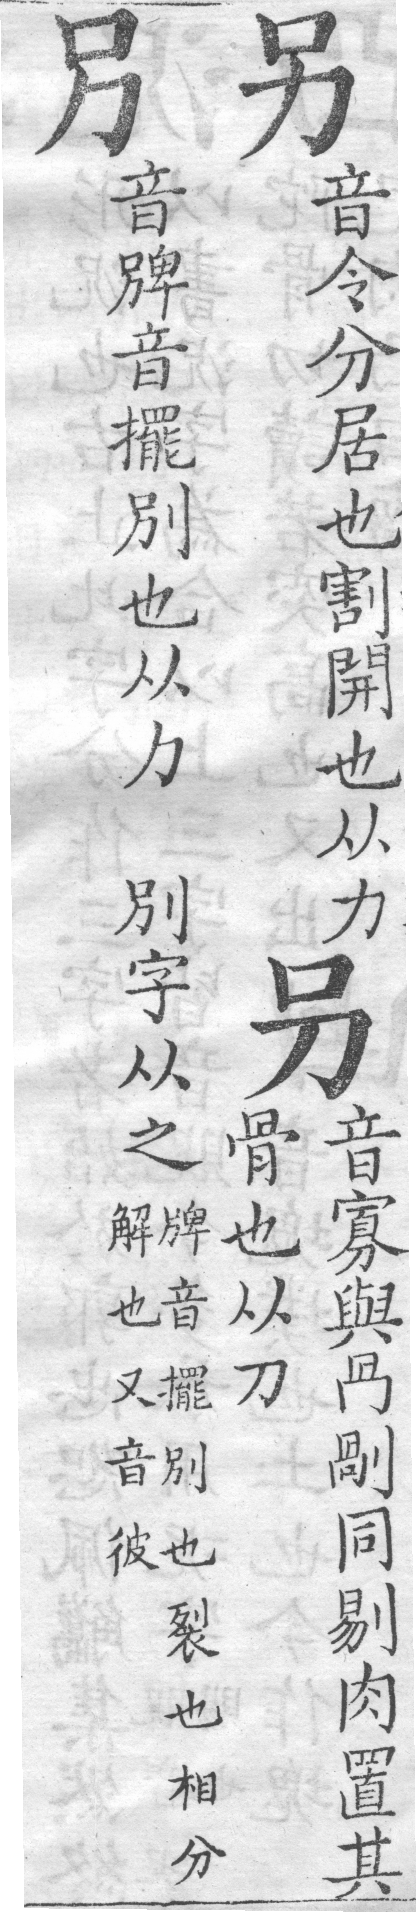 另
音令分居也割開也从力
叧
音寡與冎剮同剔肉置其
骨也从刀
叧
音牌音擺別也从力 別字从之
牌音擺別也裂也相分
解也又音彼